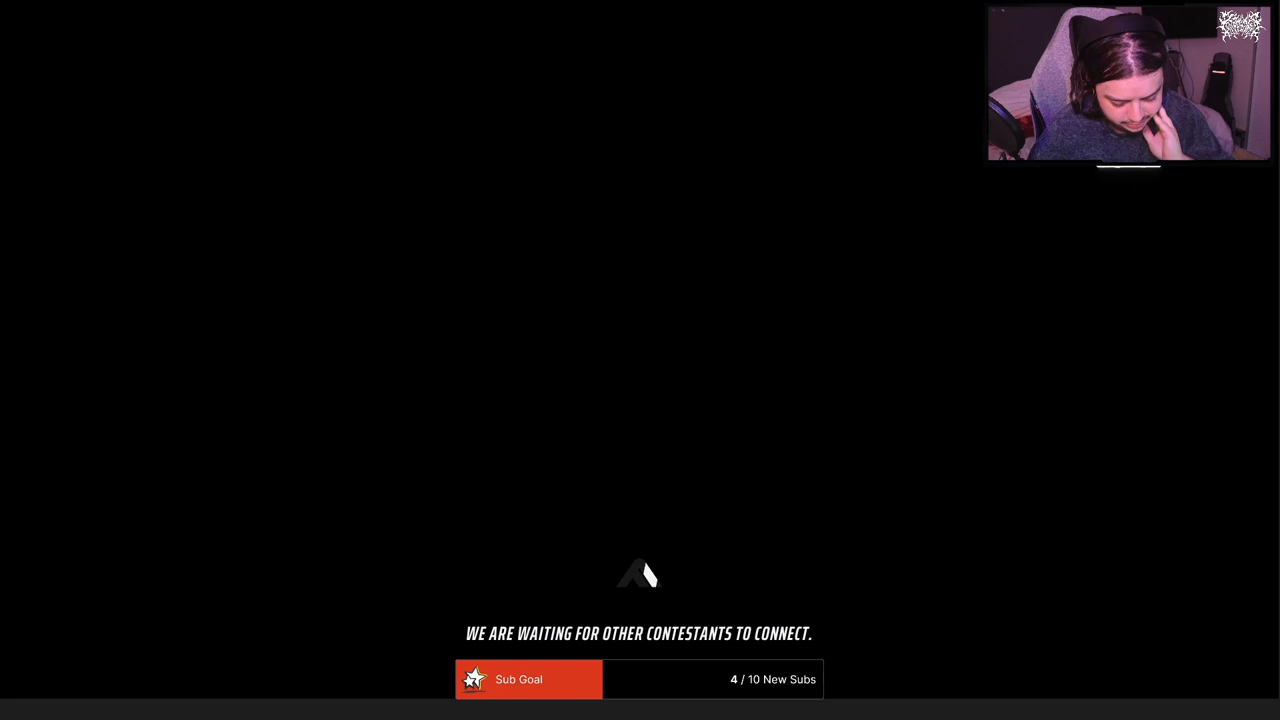 WE ARE WAITING FOR OTHER CONTESTANTS TO CONNECT.
Sub Goal
4 / 10 New Subs